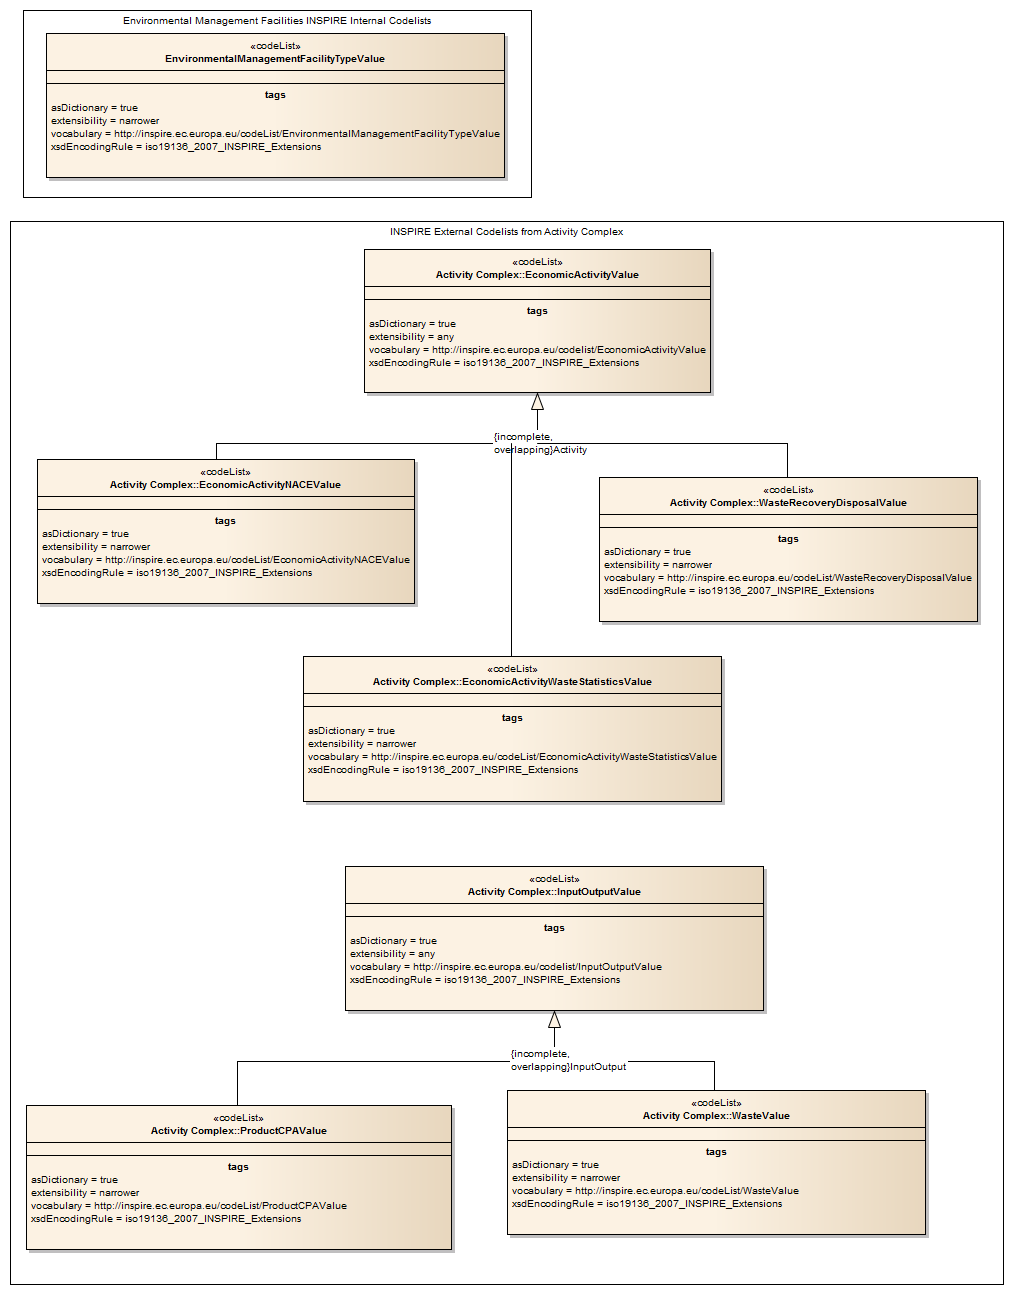 Environmental Management Facilities INSPIRE Internal Codelists
«codeList»
EnvironmentalManagementFacilityTypeValue
tags
asDictionary = true
extensibility = narrower
vocabulary = http://inspire.ec.europa.eu/codeList/EnvironmentalManagementFacilityTypeValue
xsdEncodingRule = iso19136_2007_INSPIRE_Extensions
INSPIRE External Codelists from Activity Complex
«codeList»
Activity Complex::EconomicActivityValue
tags
asDictionary = true
extensibility = any
vocabulary = http://inspire.ec.europa.eu/codelist/EconomicActivityValue
xsdEncodingRule = iso19136_2007_INSPIRE_Extensions
{incomplete,
overlapping}Activity
«codeList»
Activity Complex::EconomicActivityNACEValue
tags
asDictionary = true
extensibility = narrower
vocabulary = http://inspire.ec.europa.eu/codeList/EconomicActivityNACEValue
xsdEncodingRule = iso19136_2007_INSPIRE_Extensions
«codeList»
Activity Complex::WasteRecoveryDisposalValue
tags
asDictionary = true
extensibility = narrower
vocabulary = http://inspire.ec.europa.eu/codeList/WasteRecoveryDisposalValue
xsdEncodingRule = iso19136_2007_INSPIRE_Extensions
«codeList»
Activity Complex::EconomicActivityWasteStatisticsValue
tags
asDictionary = true
extensibility = narrower
vocabulary = http://inspire.ec.europa.eu/codeList/EconomicActivityWasteStatisticsValue
xsdEncodingRule = iso19136_2007_INSPIRE_Extensions
«codeList»
Activity Complex::InputOutputValue
tags
asDictionary = true
extensibility = any
vocabulary = http://inspire.ec.europa.eu/codelist/InputOutputValue
xsdEncodingRule = iso19136_2007_INSPIRE_Extensions
{incomplete,
overlapping}InputOutput
«codeList»
Activity Complex::ProductCPAValue
tags
asDictionary = true
extensibility = narrower
vocabulary = http://inspire.ec.europa.eu/codeList/ProductCPAValue
xsdEncodingRule = iso19136_2007_INSPIRE_Extensions
«codeList»
Activity Complex::WasteValue
tags
asDictionary = true
extensibility = narrower
vocabulary = http://inspire.ec.europa.eu/codeList/WasteValue
xsdEncodingRule = iso19136_2007_INSPIRE_Extensions